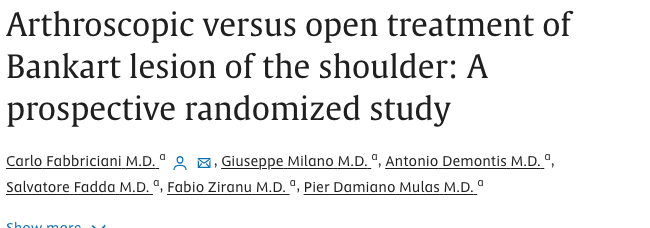 Arthroscopic versus open treatment of
Bankart lesion of the shoulder: A
prospective randomized study
Carlo Fabbriciani M.D. a , Giuseppe Milano M.D. a, Antonio Demontis M.D. a,
Salvatore Fadda M.D. a, Fabio Ziranu M.D. a, Pier Damiano Mulas M.D. a
Show more